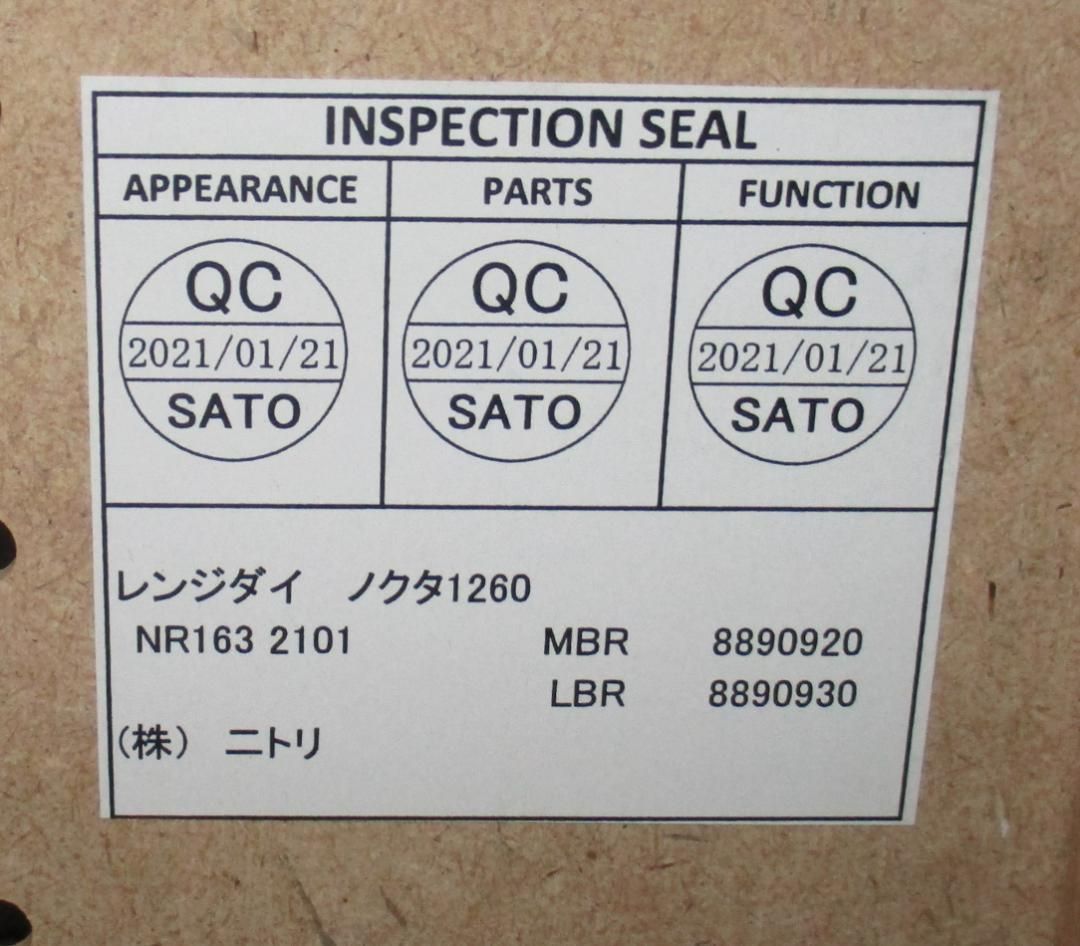 INSPECTION SEAL
APPEARANCE PARTS FUNCTION
QC QC QC
2021/01/21 2021/01/21 2021/01/21
SATO SATO SATO
レンジダイ　ノクタ1260
NR163 2101 MBR 8890920
LBR 8890930
(株)　ニトリ